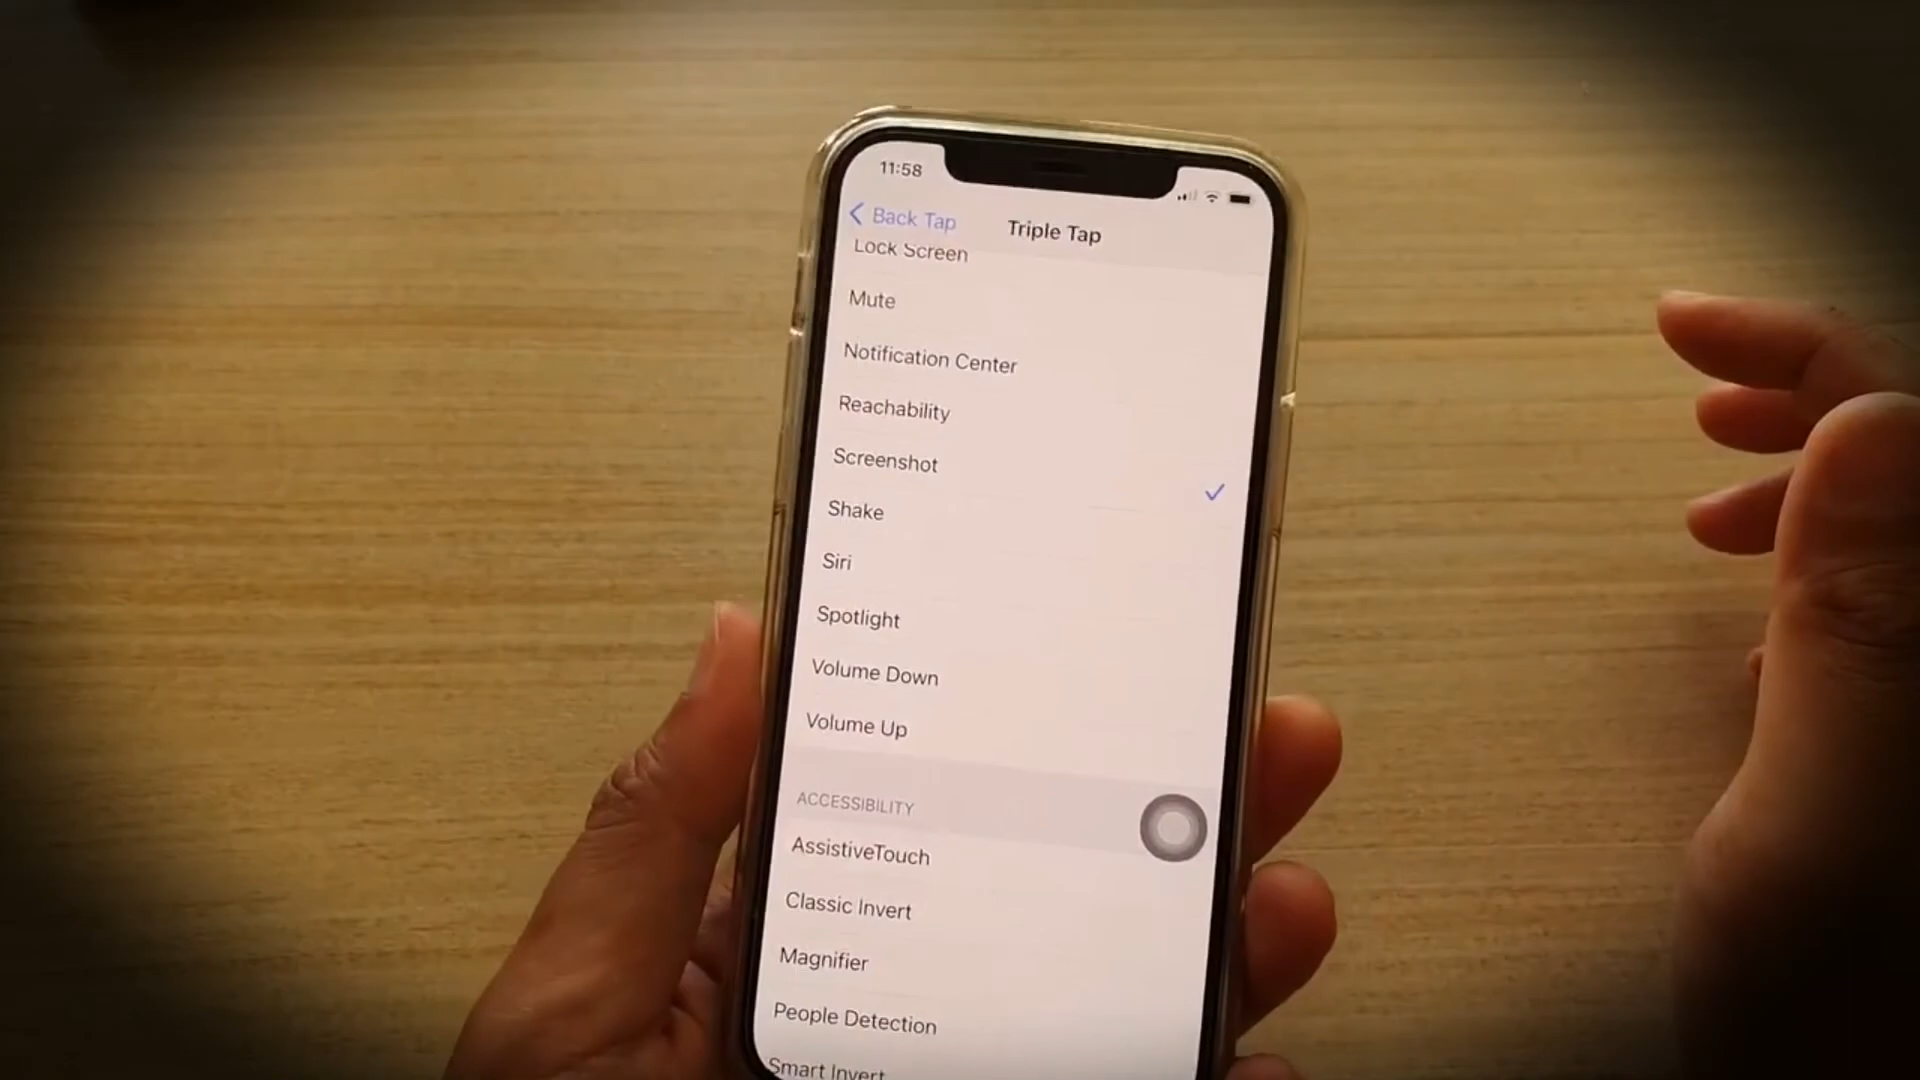 11:58
Back Tap
Triple Tap
Lock Screen
Mute
Notification Center
Reachability
Screenshot
Shake
Siri
Spotlight
Volume Down
Volume Up
ACCESSIBILITY
AssistiveTouch
Classic Invert
Magnifier
People Detection
Smart Invert